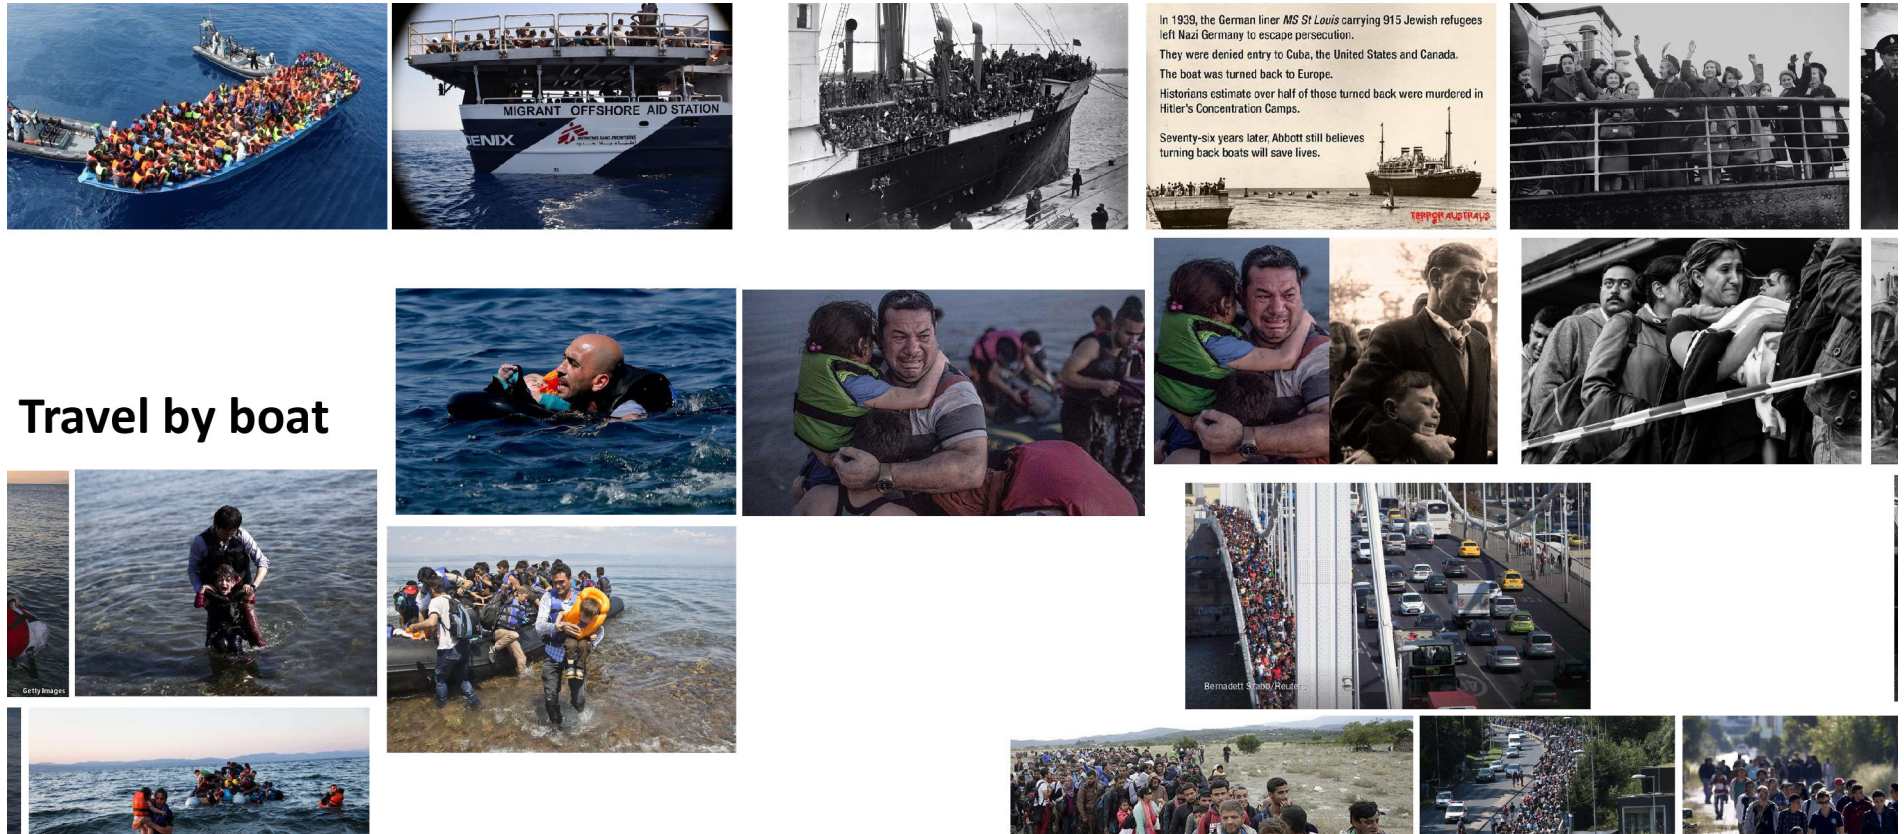 MIGRANT OFFSHORE AID STATION
ENIX
In 1939, the German liner MS St Louis carrying 915 Jewish refugees
left Nazi Germany to escape persecution.
They were denied entry to Cuba, the United States and Canada.
The boat was turned back to Europe.
Historians estimate over half of those turned back were murdered in
Hitler's Concentration Camps.
Seventy-six years later, Abbott still believes
turning back boats will save lives.
TERROR AUSTRALIS
Travel by boat
Getty Images
Bernadett Szabo/Reuters